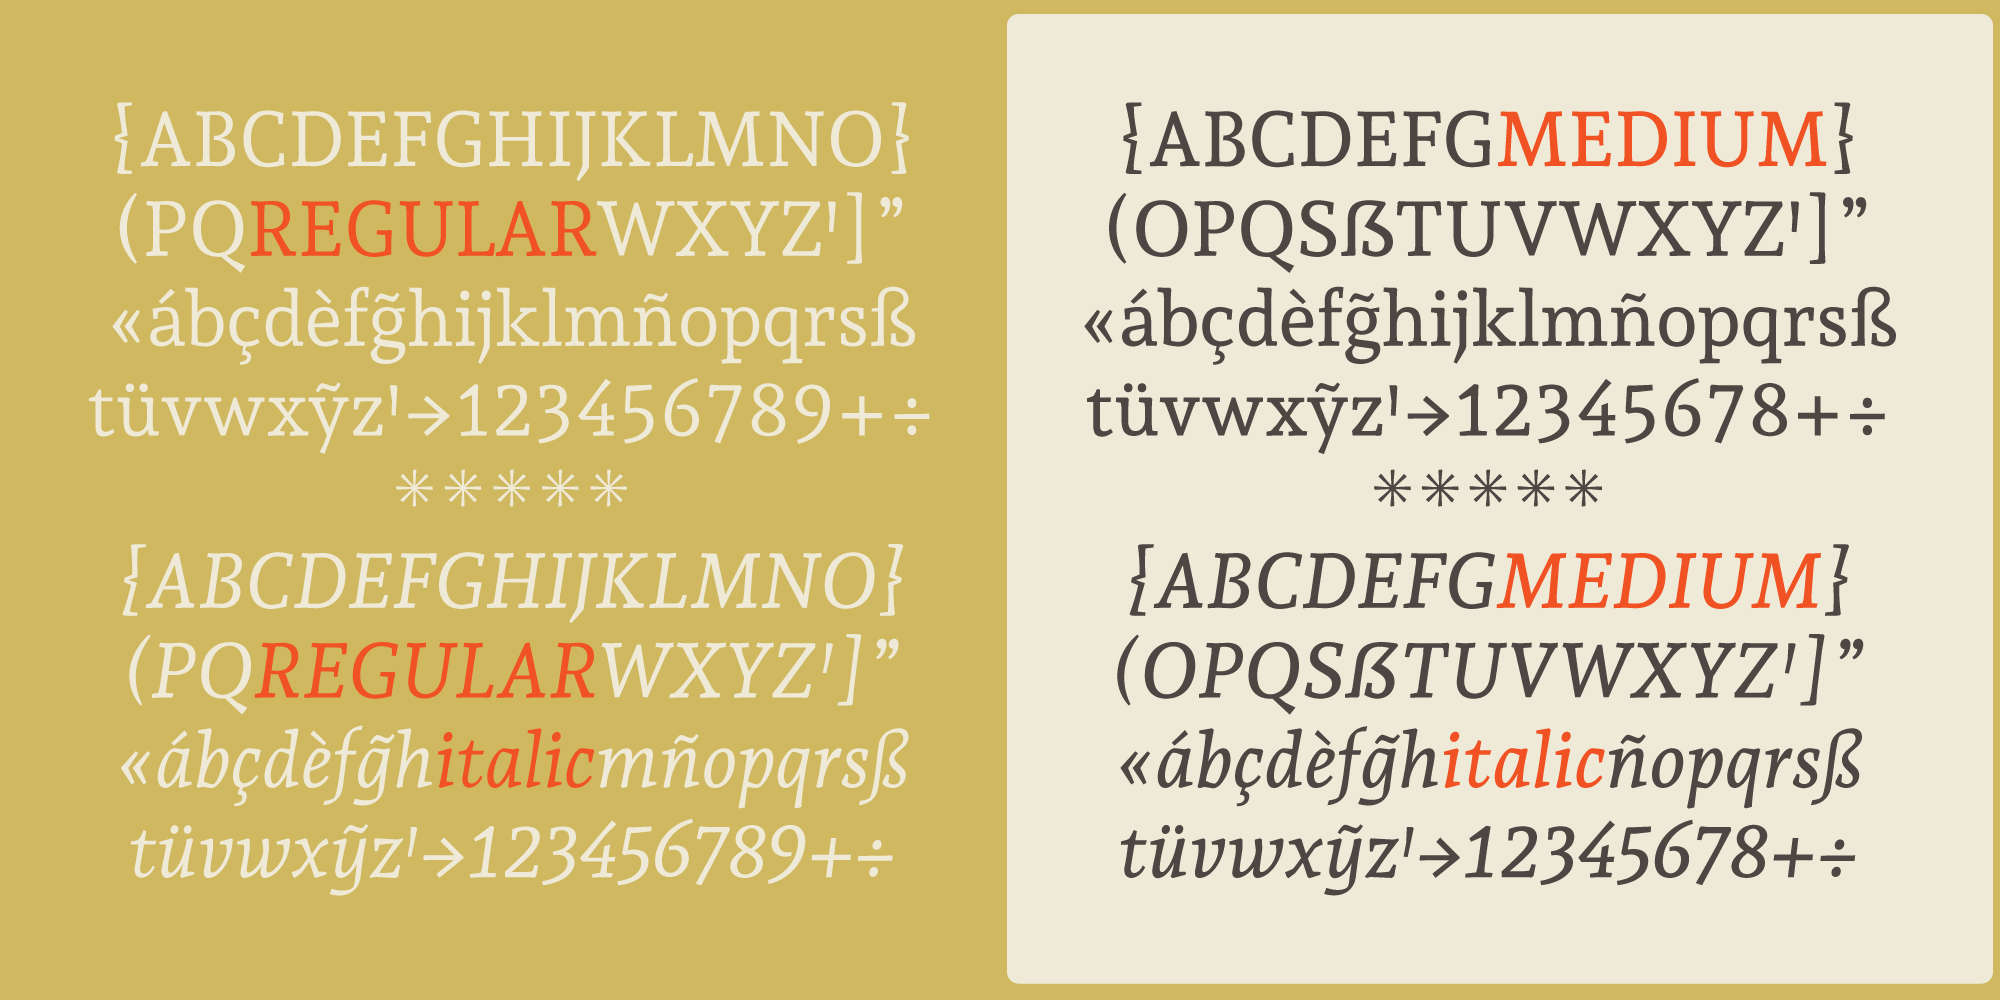 {ABCDEFGHIJKLMNO}
(PQREGULARWXYZ']”
«ábçdèfg̃hijklmñopqrsß
tüvwxỹz'→123456789+÷
✳✳✳✳✳
{ABCDEFGHIJKLMNO}
(PQREGULARWXYZ']”
«ábçdèfg̃hitalicmñopqrsß
tüvwxỹz'→123456789+÷
{ABCDEFGMEDIUM}
(OPQSẞTUVWXYZ']”
«ábçdèfg̃hijklmñopqrsß
tüvwxỹz'→12345678+÷
✳✳✳✳✳
{ABCDEFGMEDIUM}
(OPQSẞTUVWXYZ']”
«ábçdèfg̃hitalicñopqrsß
tüvwxỹz'→12345678+÷